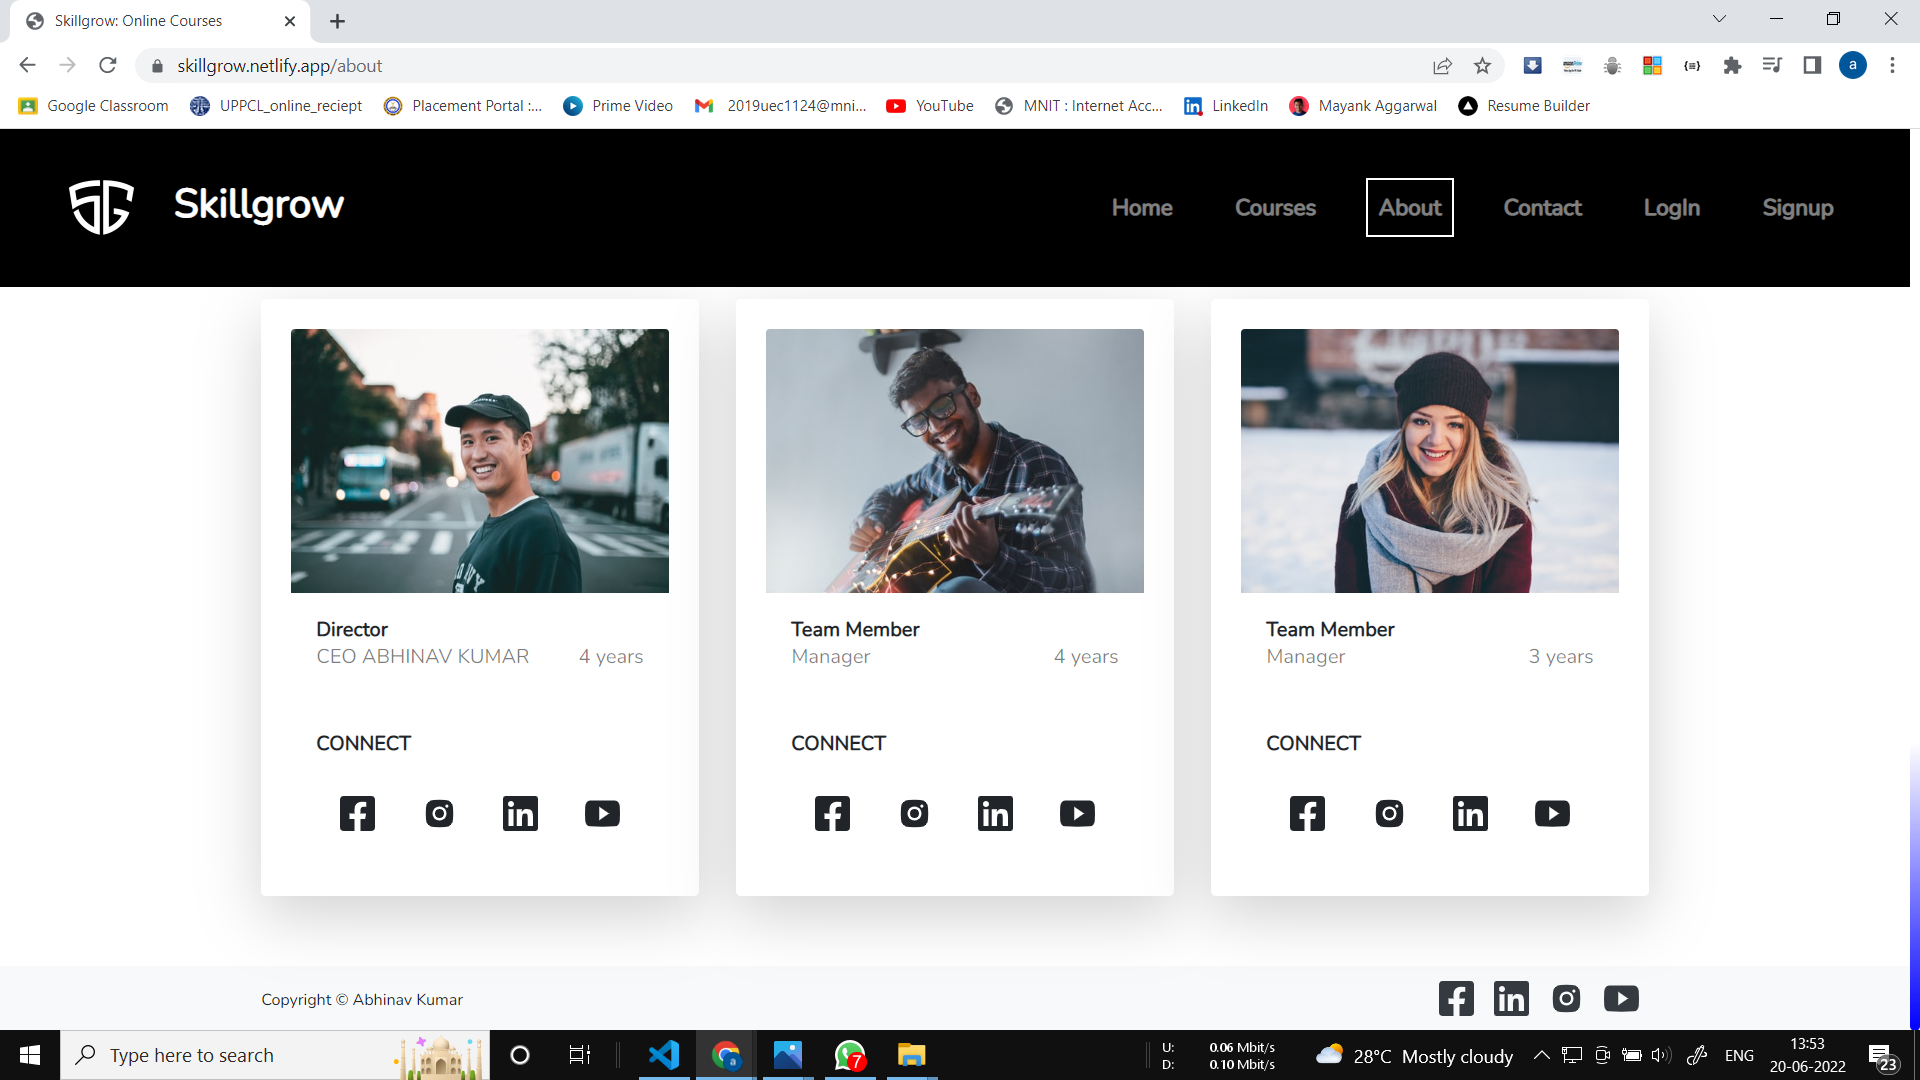 Skillgrow: Online Courses
skillgrow.netlify.app/about
a
Google Classroom
UPPCL_online_reciept
Placement Portal :...
Prime Video
2019uec1124@mni...
YouTube
MNIT : Internet Acc...
LinkedIn
Mayank Aggarwal
Resume Builder
SG
Skillgrow
Home
Courses
About
Contact
LogIn
Signup
Director
CEO ABHINAV KUMAR 4 years
CONNECT
Team Member
Manager 4 years
CONNECT
Team Member
Manager 3 years
CONNECT
Copyright © Abhinav Kumar
Type here to search
7
U: 0.06 Mbit/s
D: 0.10 Mbit/s
28°C Mostly cloudy
ENG
13:53
20-06-2022
23